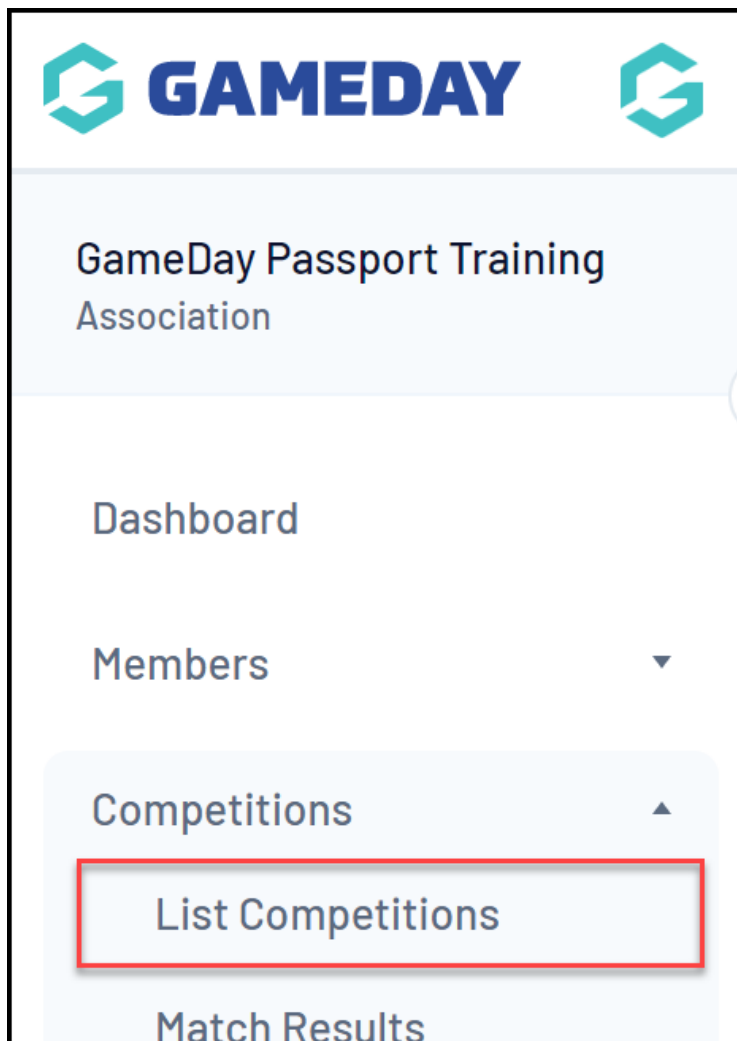 GAMEDAY
GameDay Passport Training
Association
Dashboard
Members
Competitions
List Competitions
Match Results